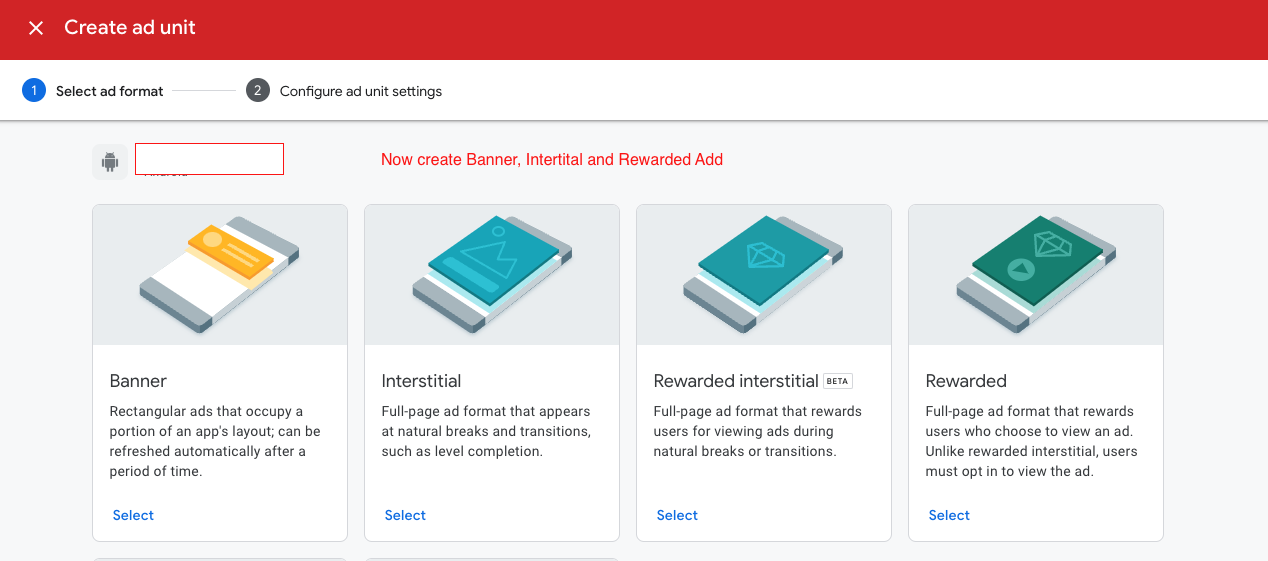 Create ad unit
1 Select ad format 2 Configure ad unit settings
Now create Banner, Intertital and Rewarded Add
Banner
Rectangular ads that occupy a
portion of an app's layout; can be
refreshed automatically after a
period of time.
Select
Interstitial
Full-page ad format that appears
at natural breaks and transitions,
such as level completion.
Select
Rewarded interstitial BETA
Full-page ad format that rewards
users for viewing ads during
natural breaks or transitions.
Select
Rewarded
Full-page ad format that rewards
users who choose to view an ad.
Unlike rewarded interstitial, users
must opt in to view the ad.
Select